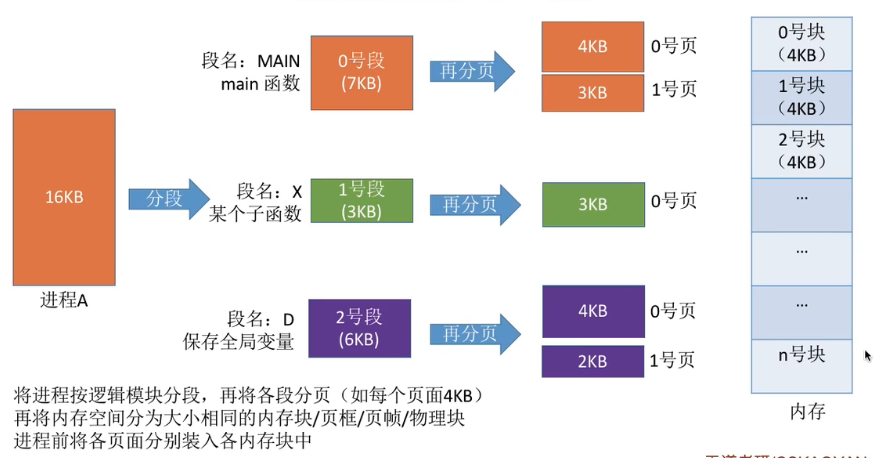 段名：MAIN
main 函数
0号段
(7KB)
再分页
4KB
0号页
3KB
1号页
16KB
进程A
分段
段名：X
某个子函数
1号段
(3KB)
再分页
3KB
0号页
段名：D
保存全局变量
2号段
(6KB)
再分页
4KB
0号页
2KB
1号页
0号块
（4KB）
1号块
（4KB）
2号块
（4KB）
...
...
...
n号块
内存
将进程按逻辑模块分段，再将各段分页（如每个页面4KB）
再将内存空间分为大小相同的内存块/页框/页帧/物理块
进程前将各页面分别装入各内存块中